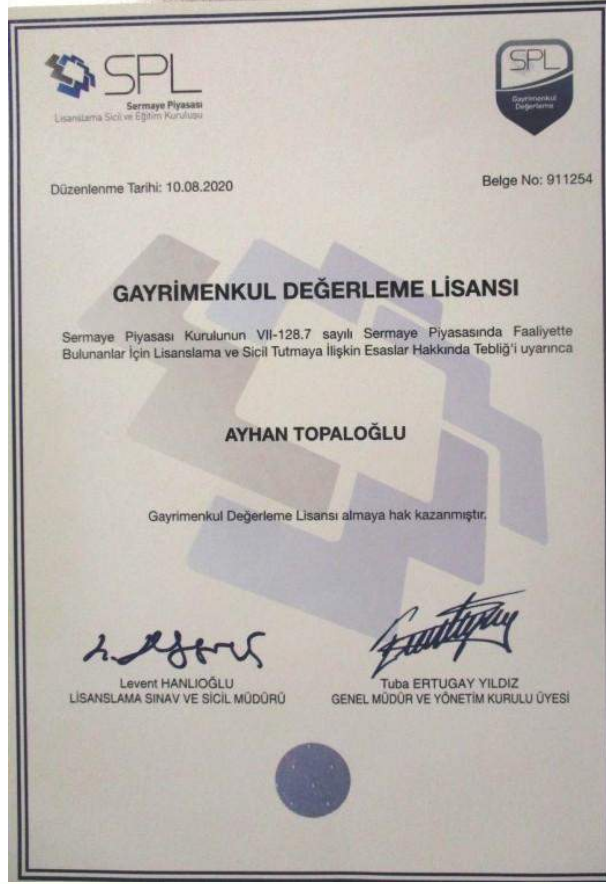 SPL
Sermaye Piyasası
Lisanslama Sicil ve Eğitim Kuruluşu
SPL
Gayrimenkul
Değerleme
Düzenlenme Tarihi: 10.08.2020
Belge No: 911254
GAYRİMENKUL DEĞERLEME LİSANSI
Sermaye Piyasası Kurulunun VII-128.7 sayılı Sermaye Piyasasında Faaliyette
Bulunanlar İçin Lisanslama ve Sicil Tutmaya İlişkin Esaslar Hakkında Tebliğ'i uyarınca
AYHAN TOPALOĞLU
Gayrimenkul Değerleme Lisansı almaya hak kazanmıştır.
Levent HANLIOĞLU
LİSANSLAMA SINAV VE SİCİL MÜDÜRÜ
Tuba ERTUGAY YILDIZ
GENEL MÜDÜR VE YÖNETİM KURULU ÜYESİ